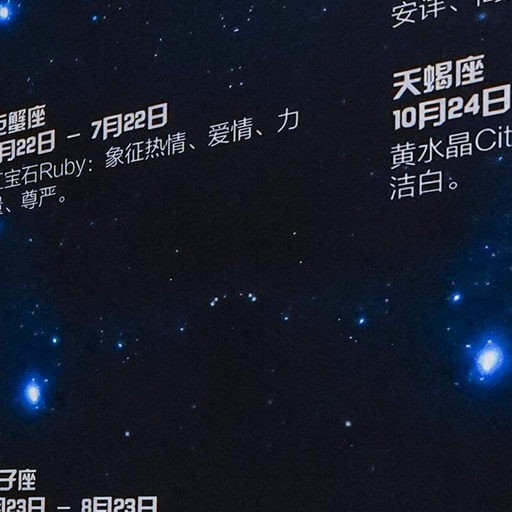 巨蟹座
月22日 – 7月22日
宝石Ruby：象征热情、爱情、力
、尊严。
子座
月23日 – 8月23日
安详、
天蝎座
10月24日
黄水晶Cit
洁白。